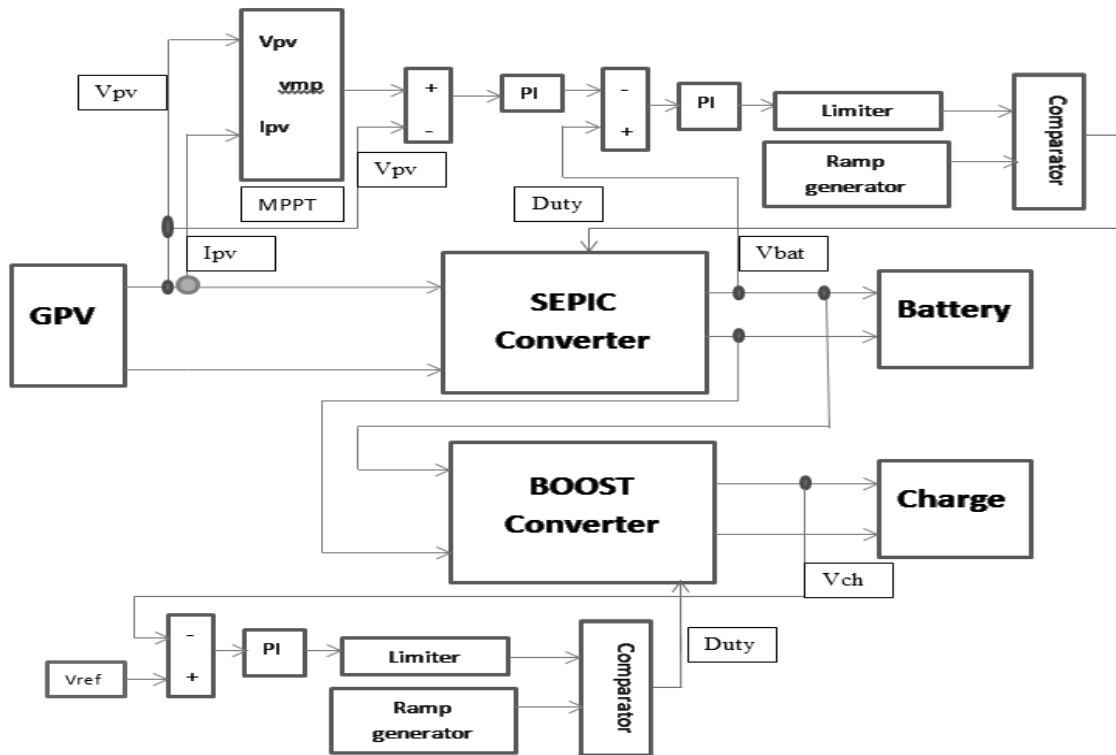 Vpv
vmp
Ipv
MPPT
Vpv
+
-
Vpv
PI
-
+
PI
Limiter
Ramp
generator
Comparator
Duty
Ipv
Vbat
GPV
SEPIC
Converter
Battery
BOOST
Converter
Charge
Vch
Duty
-
+
Vref
PI
Limiter
Ramp
generator
Comparator